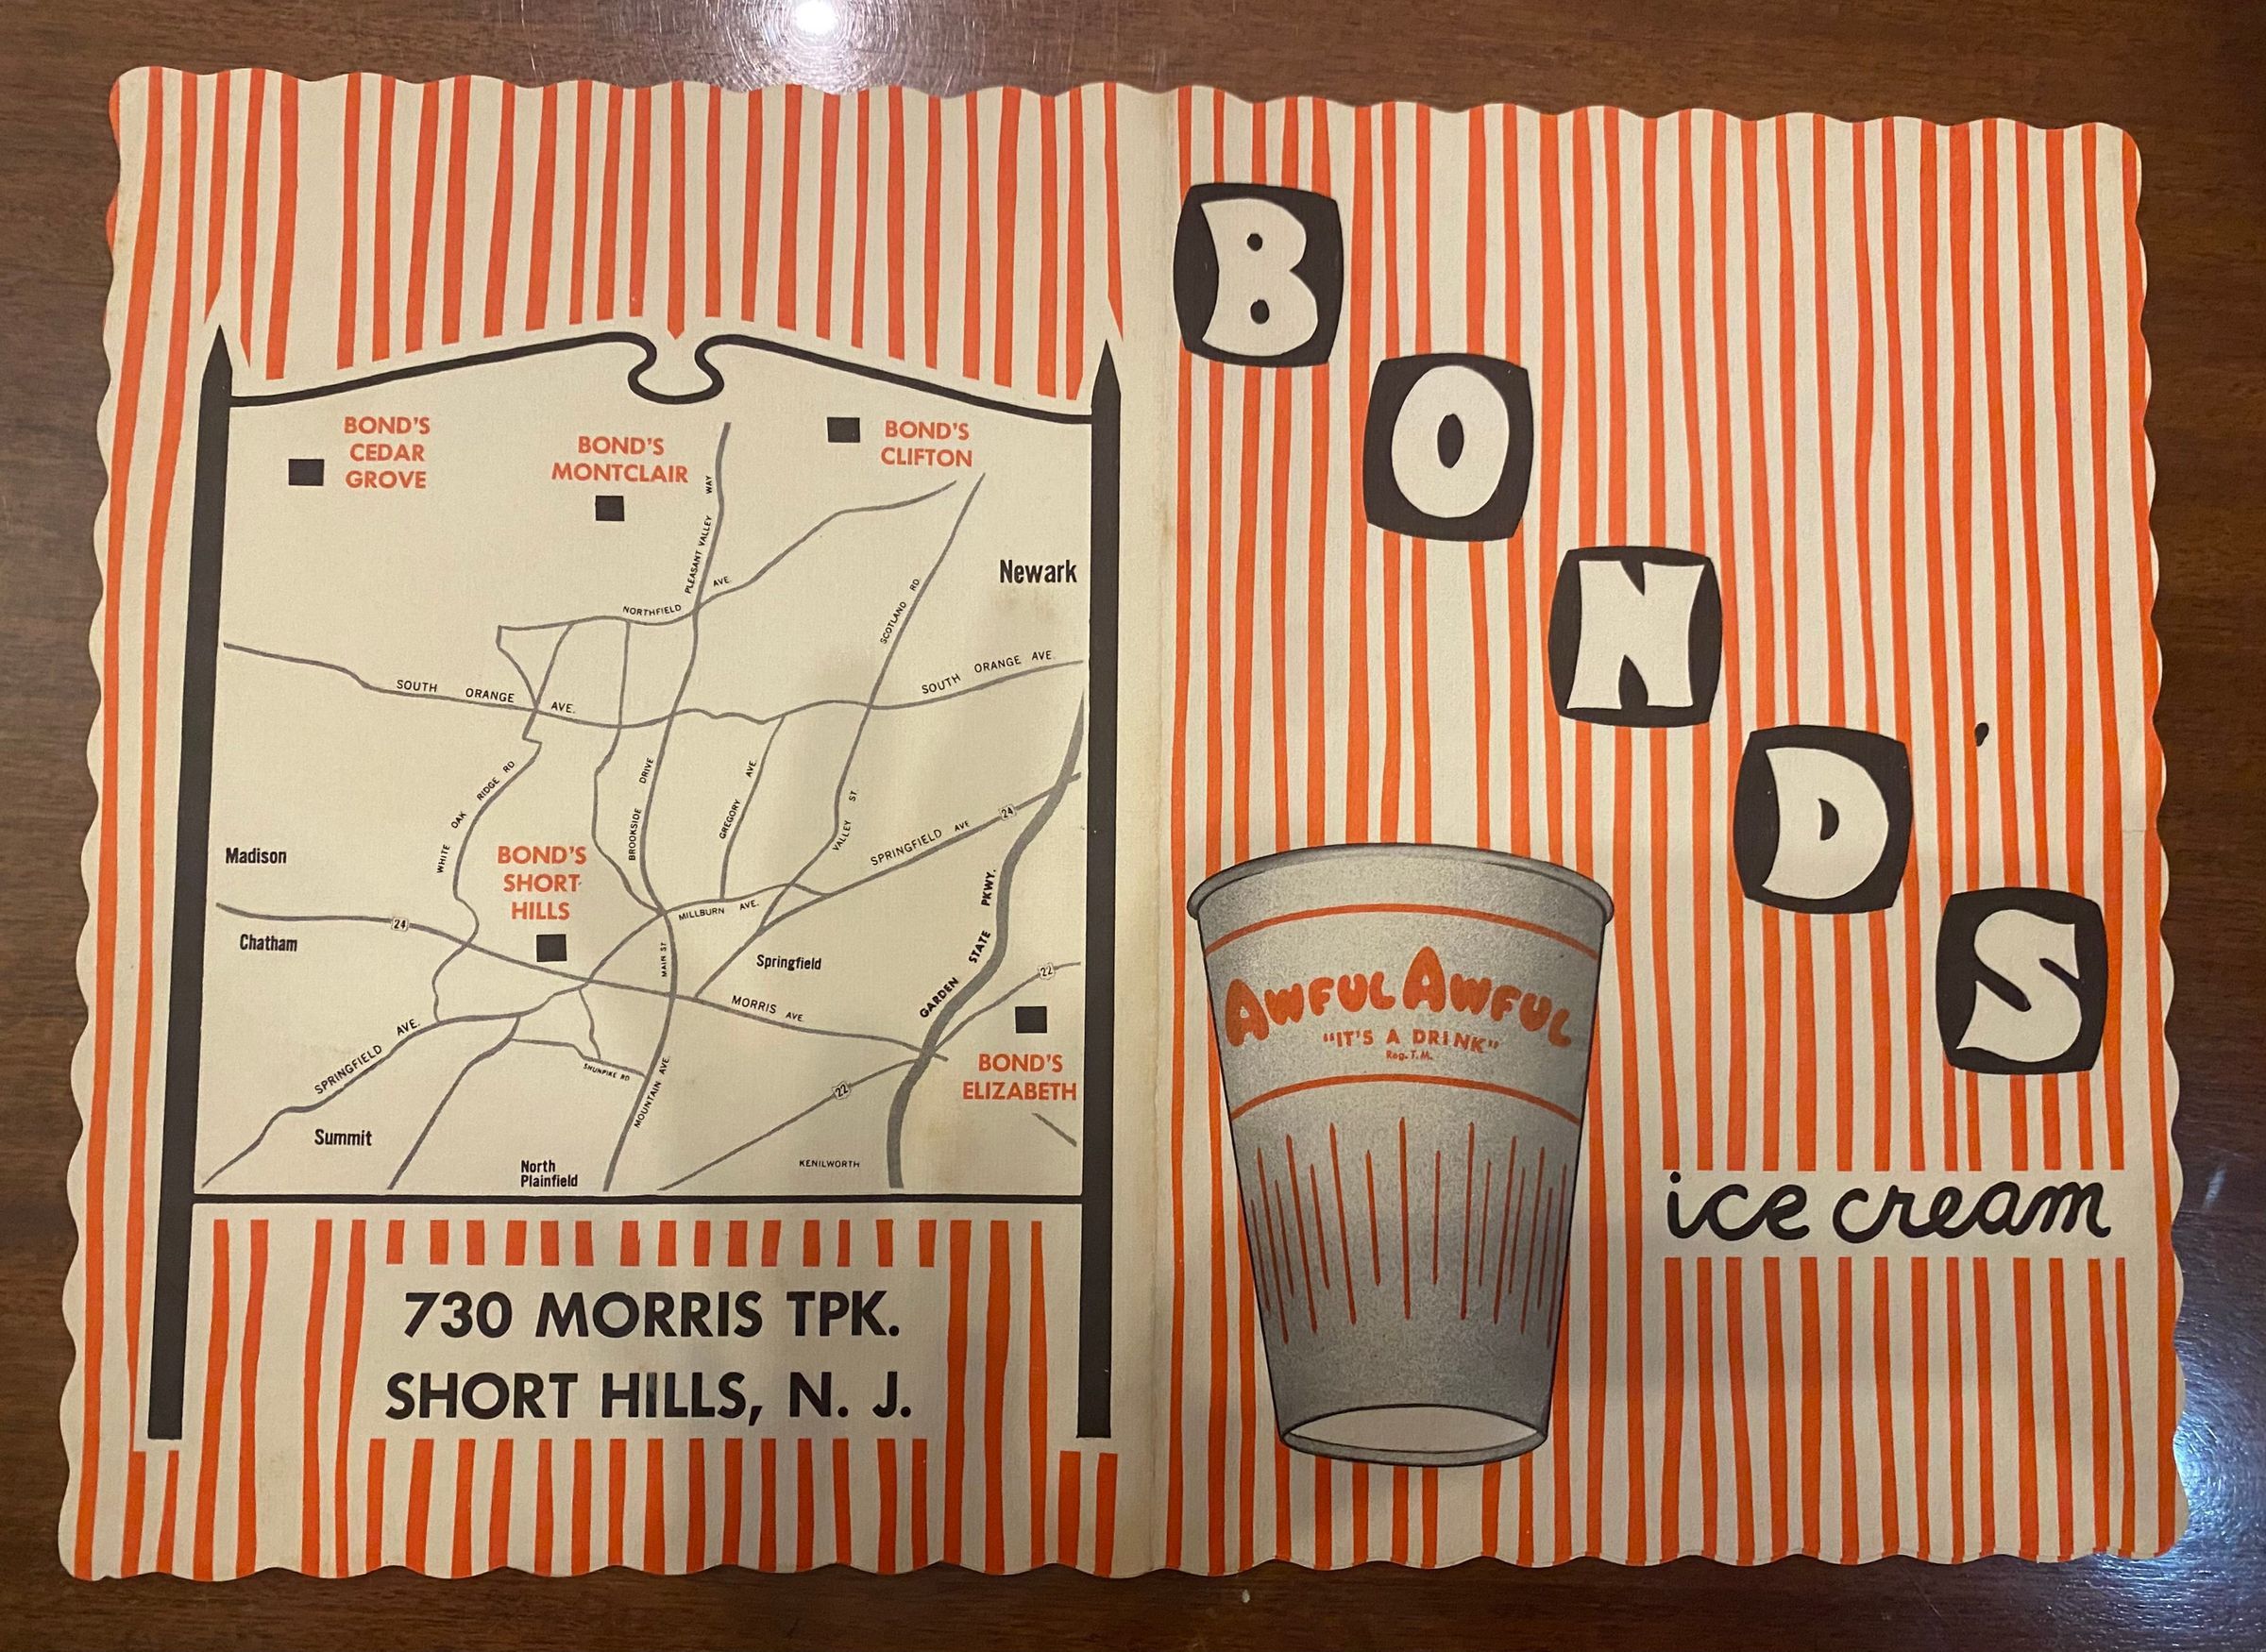 BOND'S
CEDAR
GROVE
BOND'S
MONTCLAIR
BOND'S
CLIFTON
PLEASANT VALLEY WAY
NORTHFIELD AVE.
SCOTLAND RD.
Newark
SOUTH ORANGE AVE.
SOUTH ORANGE AVE.
WHITE OAK RIDGE RD
BROOKSIDE DRIVE
GREGORY AVE.
VALLEY ST.
SPRINGFIELD AVE
24
Madison
BOND'S
SHORT
HILLS
MILLBURN AVE.
24
Chatham
MAIN ST
Springfield
GARDEN STATE PKWY.
22
MORRIS AVE.
SPRINGFIELD AVE.
SHUNPIKE RD
MOUNTAIN AVE.
22
BOND'S
ELIZABETH
Summit
North
Plainfield
KENILWORTH
730 MORRIS TPK.
SHORT HILLS, N. J.
BOND'S
AWFUL AWFUL
"IT'S A DRINK"
Reg. T.M.
ice cream